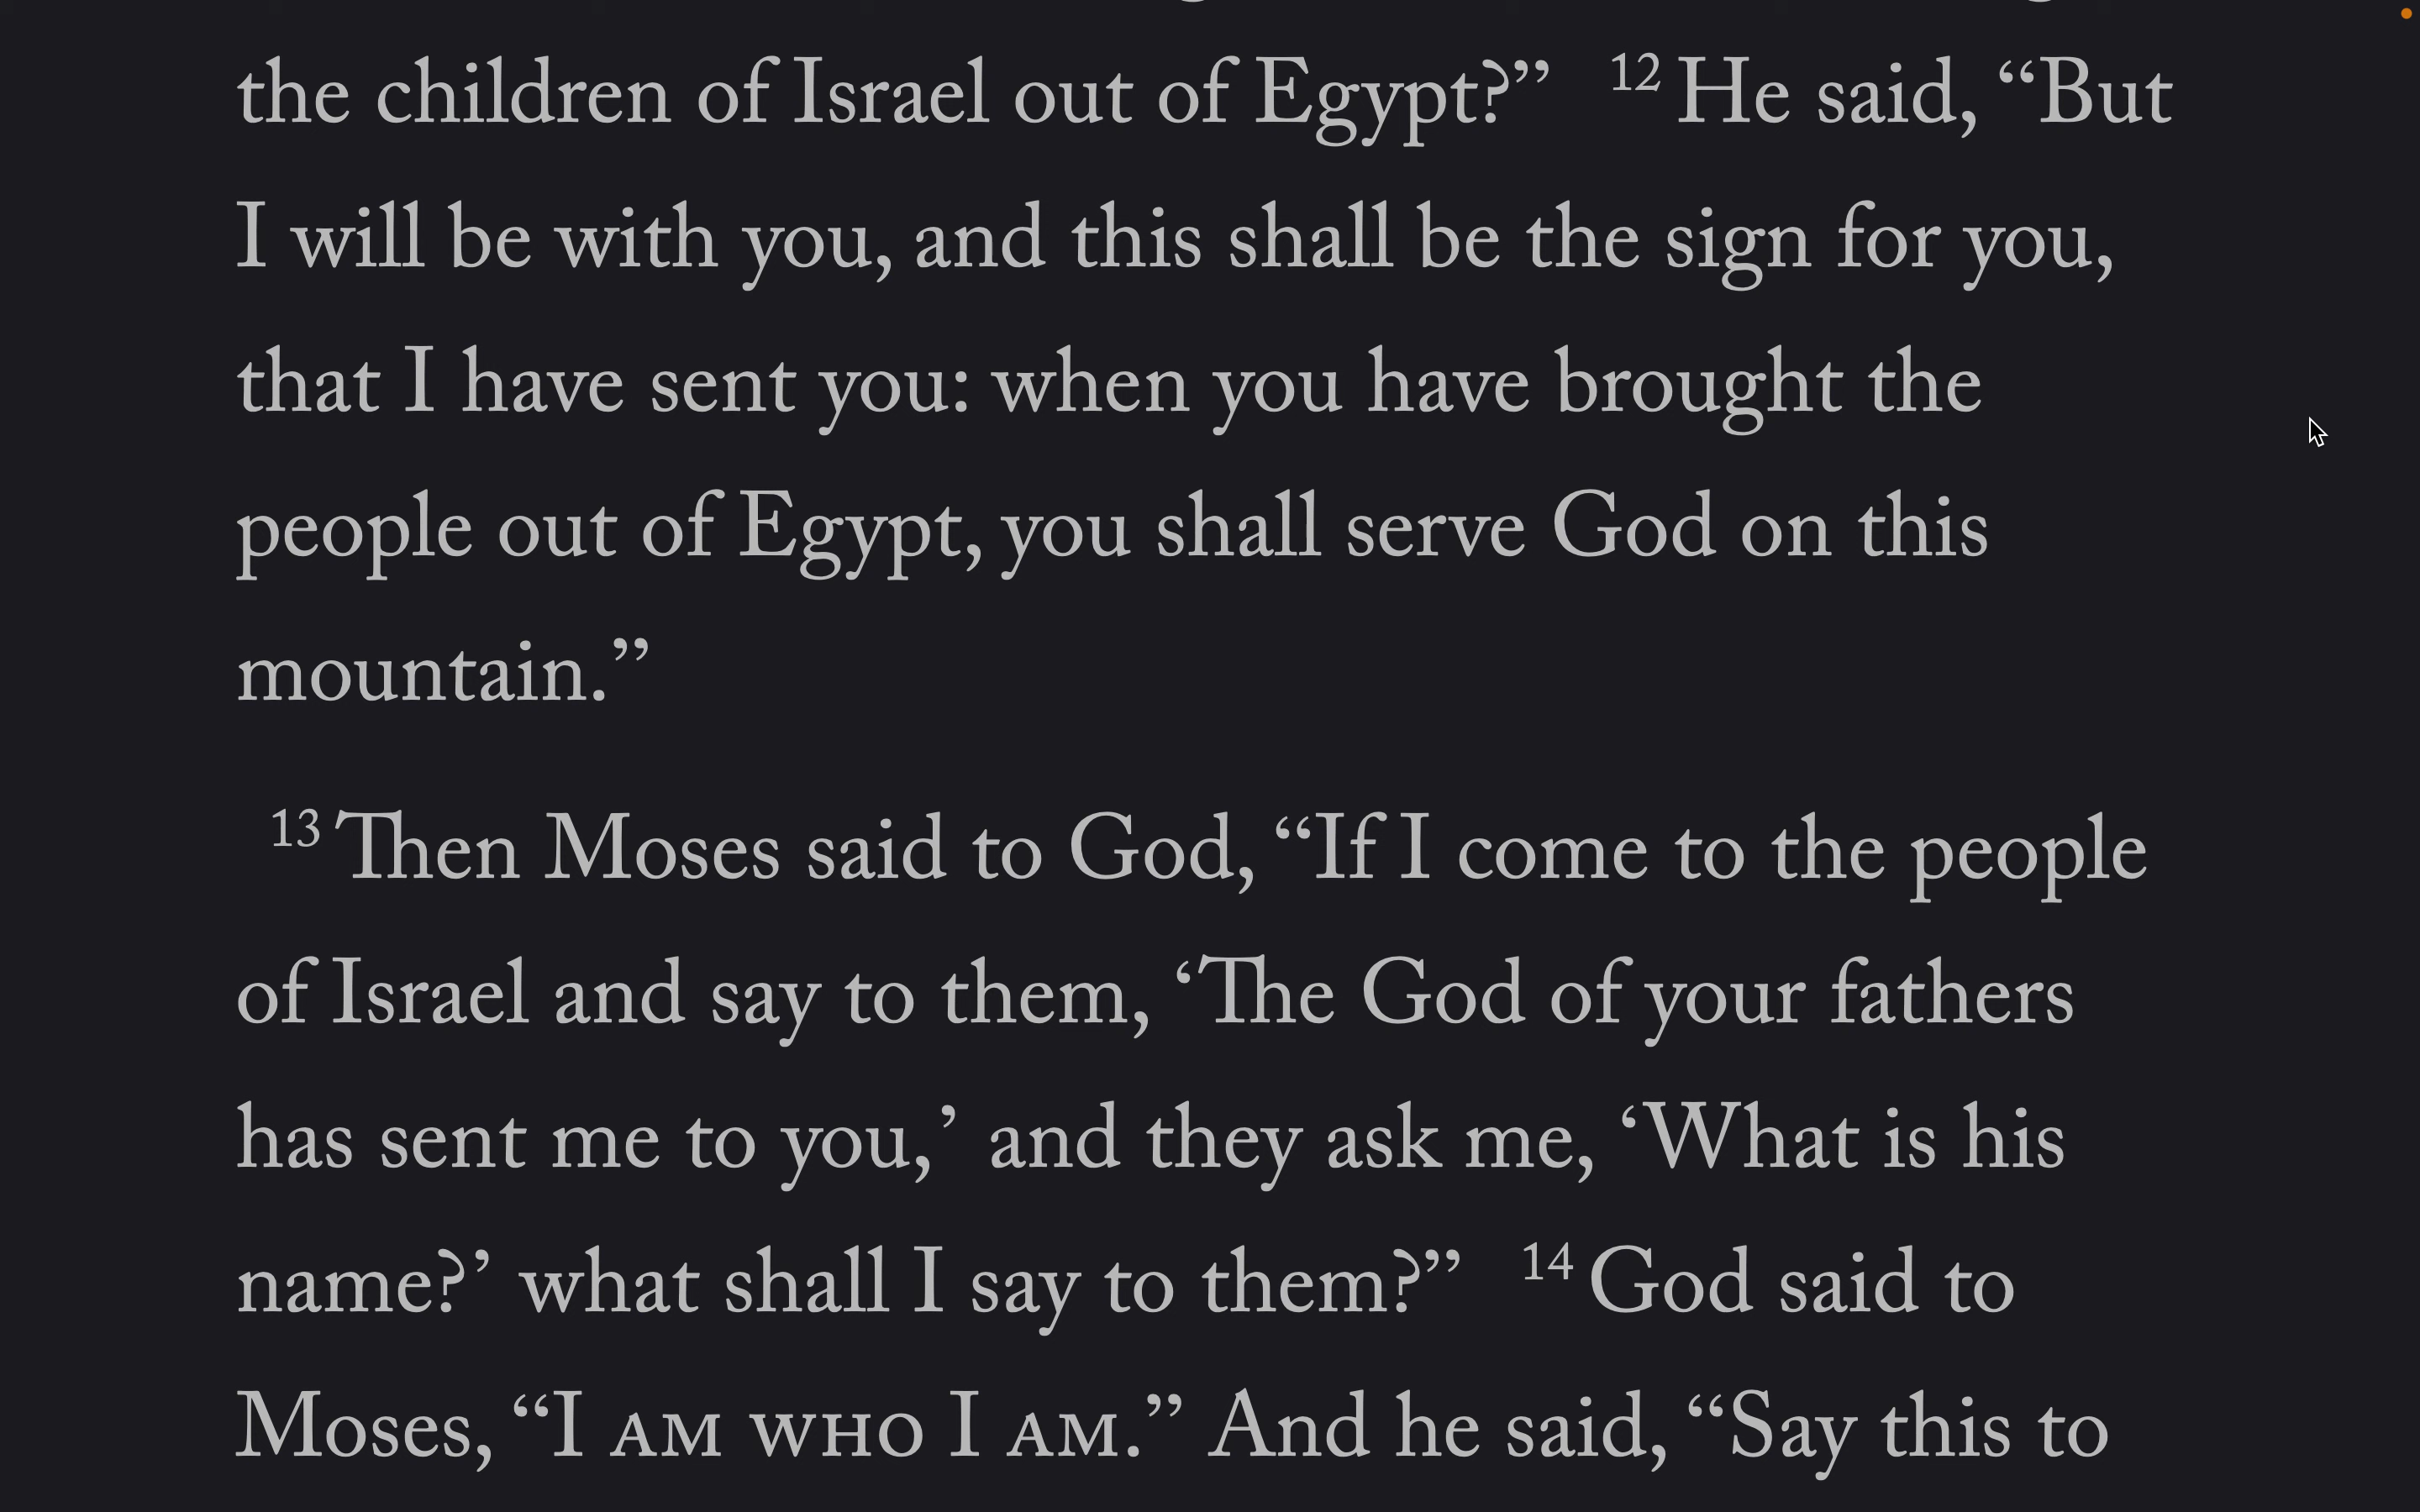 the children of Israel out of Egypt?” 12 He said, “But
I will be with you, and this shall be the sign for you,
that I have sent you: when you have brought the
people out of Egypt, you shall serve God on this
mountain.”
13 Then Moses said to God, “If I come to the people
of Israel and say to them, ‘The God of your fathers
has sent me to you,’ and they ask me, ‘What is his
name?’ what shall I say to them?” 14 God said to
Moses, “I AM WHO I AM.” And he said, “Say this to